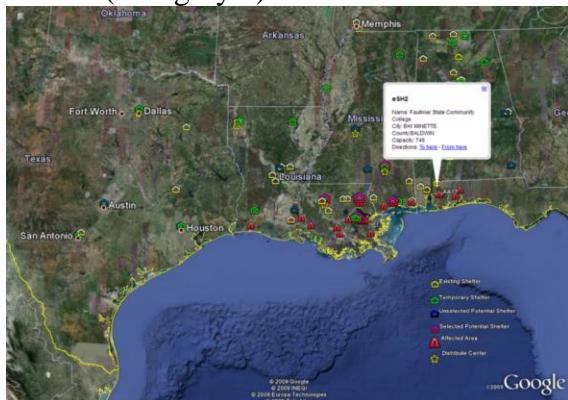 Oklahoma
Memphis
Arkansas
eSH2
Name: Faulkner State Community
College
City: BAY MINETTE
County:BALDWIN
Capacity: 745
Directions: To here - From here
Fort Worth
Dallas
Mississi
Texas
Louisiana
Austin
Houston
San Antonio
Existing Shelter
Temporary Shelter
Unselected Potential Shelter
Selected Potential Shelter
Affected Area
Distribute Center
© 2009 Google
© 2009 INEGI
© 2009 Europa Technologies
©2009 Google